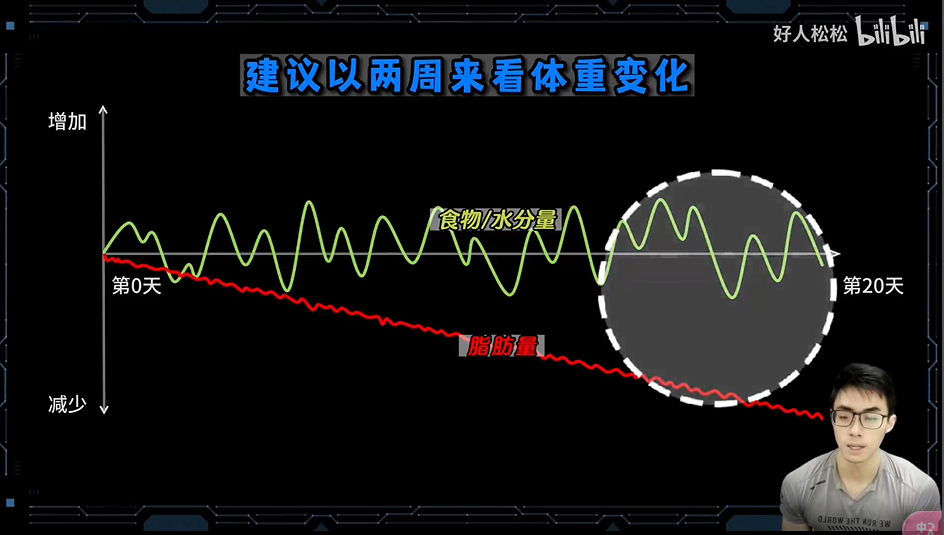 好人松松 bilibili
建议以两周来看体重变化
增加
食物/水分量
第0天
第20天
脂肪量
减少
WE RUN THE WORLD
中